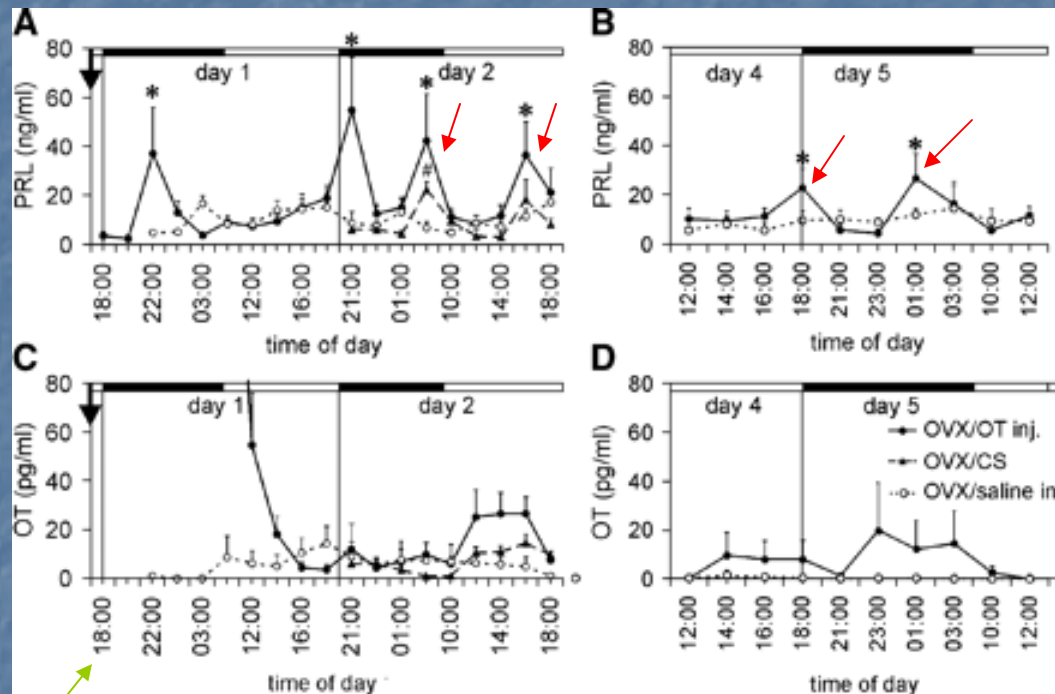 A
PRL (ng/ml)
80
60
40
20
0
day 1
day 2
*
*
*
*
#
18:00
22:00
03:00
12:00
16:00
21:00
01:00
10:00
14:00
18:00
time of day
B
PRL (ng/ml)
80
60
40
20
0
day 4
day 5
*
*
12:00
14:00
18:00
21:00
23:00
01:00
03:00
10:00
12:00
time of day
C
OT (pg/ml)
80
60
40
20
0
day 1
day 2
18:00
22:00
03:00
12:00
16:00
21:00
01:00
10:00
14:00
18:00
time of day
D
OT (pg/ml)
80
60
40
20
0
day 4
day 5
OVX/OT inj.
OVX/CS
OVX/saline in
12:00
14:00
18:00
21:00
23:00
01:00
03:00
10:00
12:00
time of day